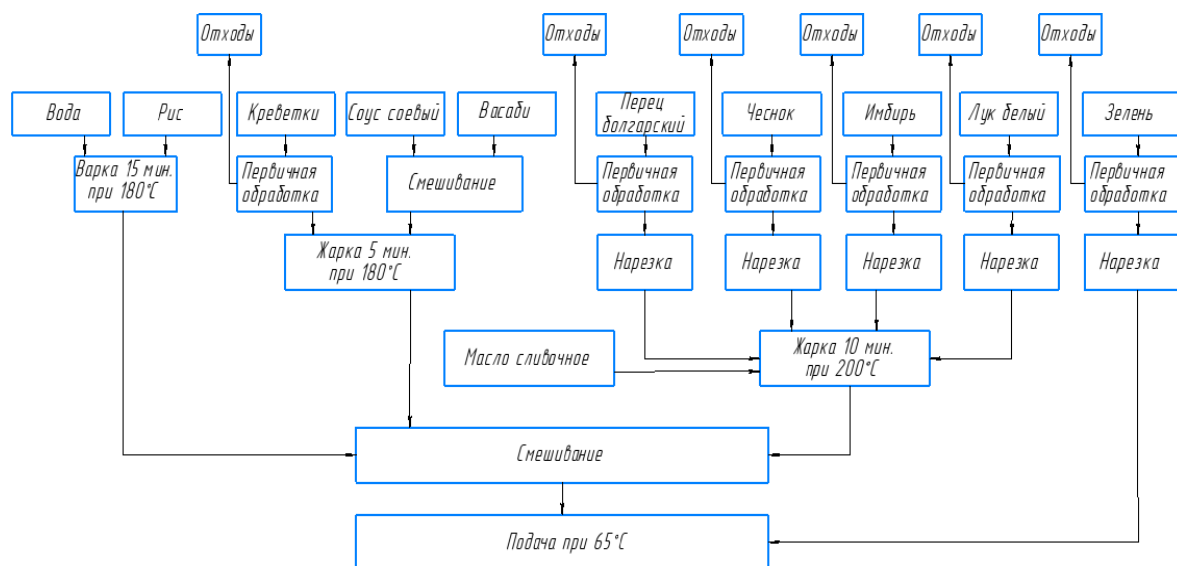 Отходы
Отходы
Отходы
Отходы
Отходы
Отходы
Вода
Рис
Креветки
Соус соевый
Васаби
Перец
болгарский
Чеснок
Имбирь
Лук белый
Зелень
Варка 15 мин.
при 180°С
Первичная
обработка
Смешивание
Первичная
обработка
Первичная
обработка
Первичная
обработка
Первичная
обработка
Первичная
обработка
Жарка 5 мин.
при 180°С
Нарезка
Нарезка
Нарезка
Нарезка
Нарезка
Масло сливочное
Жарка 10 мин.
при 200°С
Смешивание
Подача при 65°С